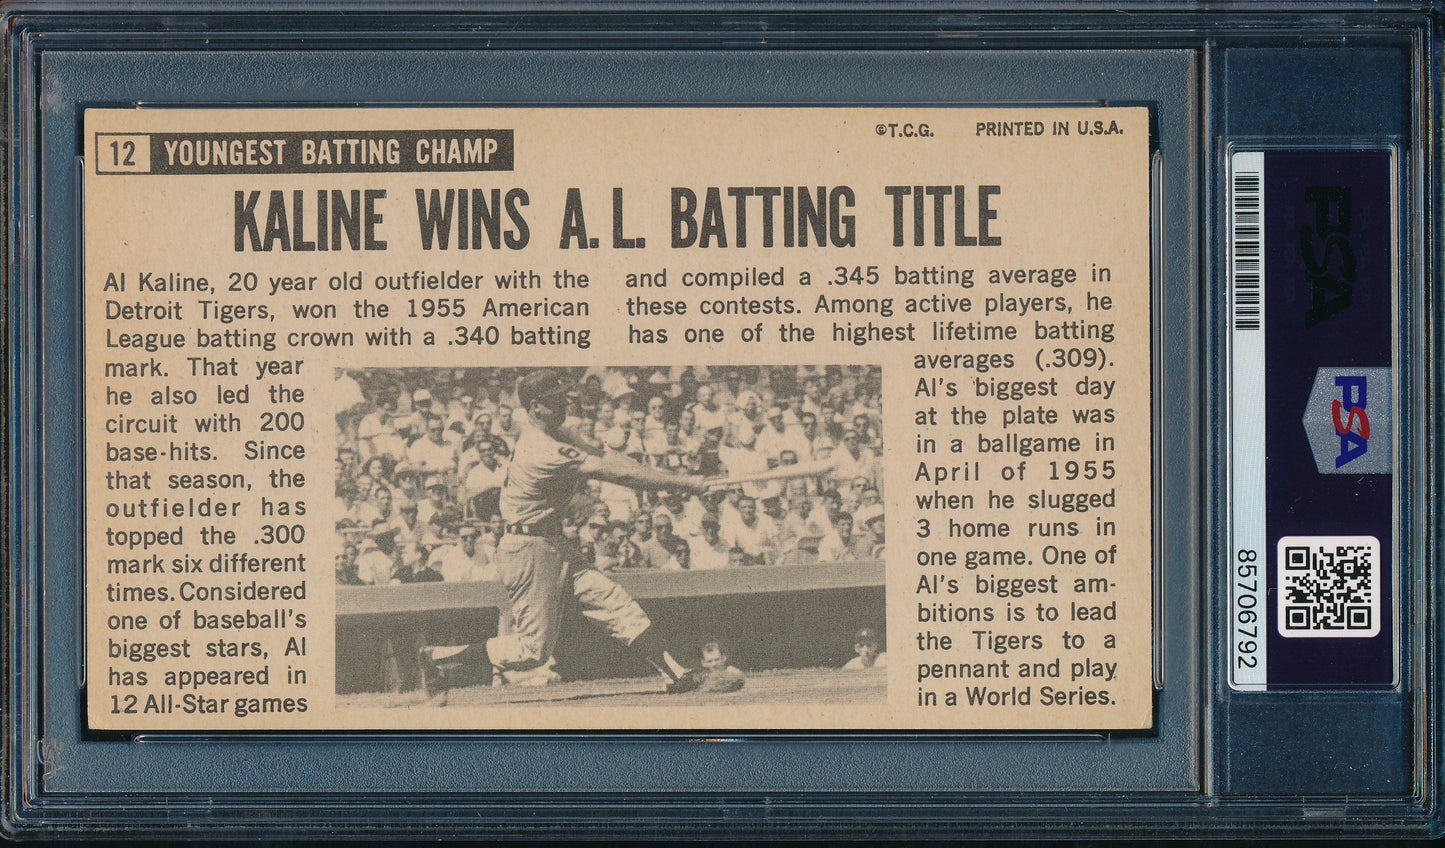 12 YOUNGEST BATTING CHAMP
©T.C.G. PRINTED IN U.S.A.
KALINE WINS A.L. BATTING TITLE
Al Kaline, 20 year old outfielder with the
Detroit Tigers, won the 1955 American
League batting crown with a .340 batting
mark. That year
he also led the
circuit with 200
base-hits. Since
that season, the
outfielder has
topped the .300
mark six different
times. Considered
one of baseball's
biggest stars, Al
has appeared in
12 All-Star games
and compiled a .345 batting average in
these contests. Among active players, he
has one of the highest lifetime batting
averages (.309).
Al's biggest day
at the plate was
in a ballgame in
April of 1955
when he slugged
3 home runs in
one game. One of
Al's biggest am-
bitions is to lead
the Tigers to a
pennant and play
in a World Series.
6
PSA
PSA
85706792